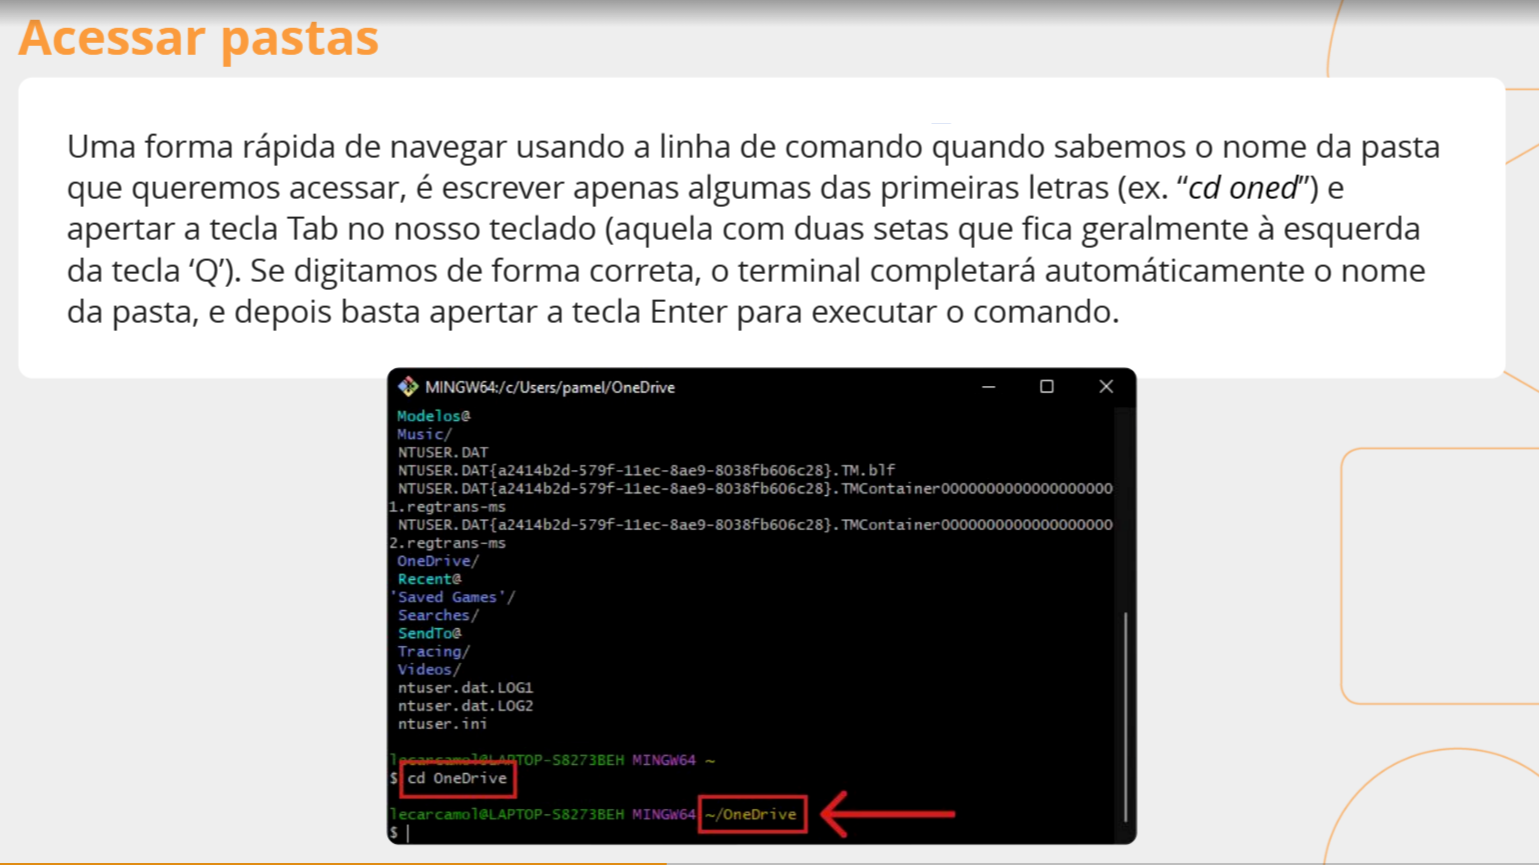 Acessar pastas
Uma forma rápida de navegar usando a linha de comando quando sabemos o nome da pasta
que queremos acessar, é escrever apenas algumas das primeiras letras (ex. “cd oned”) e
apertar a tecla Tab no nosso teclado (aquela com duas setas que fica geralmente à esquerda
da tecla ‘Q’). Se digitamos de forma correta, o terminal completará automáticamente o nome
da pasta, e depois basta apertar a tecla Enter para executar o comando.
MINGW64:/c/Users/pamel/OneDrive
Modelos@
Music/
NTUSER.DAT
NTUSER.DAT{a2414b2d-579f-11ec-8ae9-8038fb606c28}.TM.blf
NTUSER.DAT{a2414b2d-579f-11ec-8ae9-8038fb606c28}.TMContainer0000000000000000000
1.regtrans-ms
NTUSER.DAT{a2414b2d-579f-11ec-8ae9-8038fb606c28}.TMContainer0000000000000000000
2.regtrans-ms
OneDrive/
Recent@
'Saved Games'/
Searches/
SendTo@
Tracing/
Videos/
ntuser.dat.LOG1
ntuser.dat.LOG2
ntuser.ini
lecarcamol@LAPTOP-S8273BEH MINGW64 ~
$ cd OneDrive
lecarcamol@LAPTOP-S8273BEH MINGW64 ~/OneDrive
$